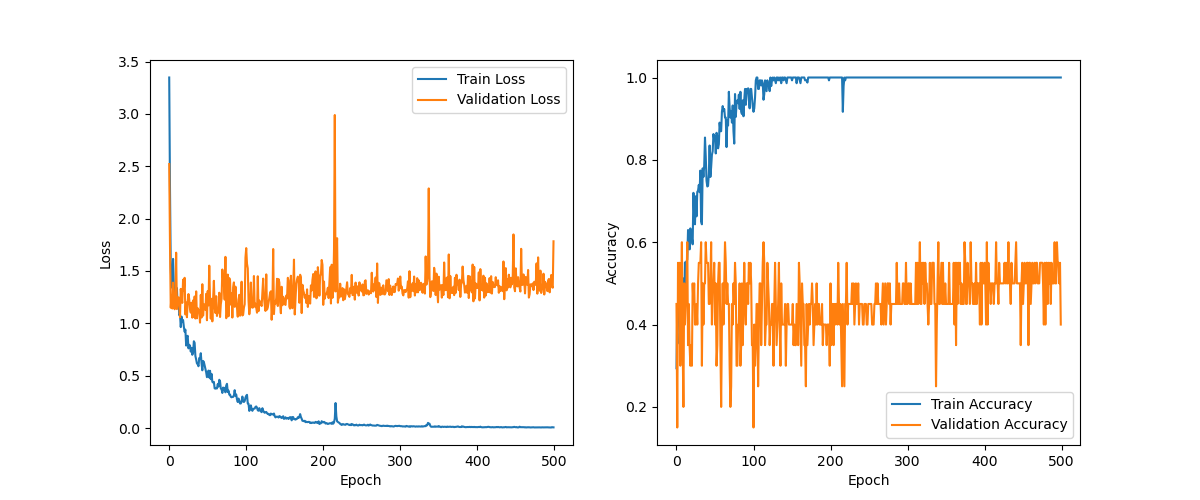 3.5
3.0
2.5
2.0
1.5
1.0
0.5
0.0
Loss
0 100 200 300 400 500
Epoch
Train Loss
Validation Loss
1.0
0.8
0.6
0.4
0.2
Accuracy
0 100 200 300 400 500
Epoch
Train Accuracy
Validation Accuracy